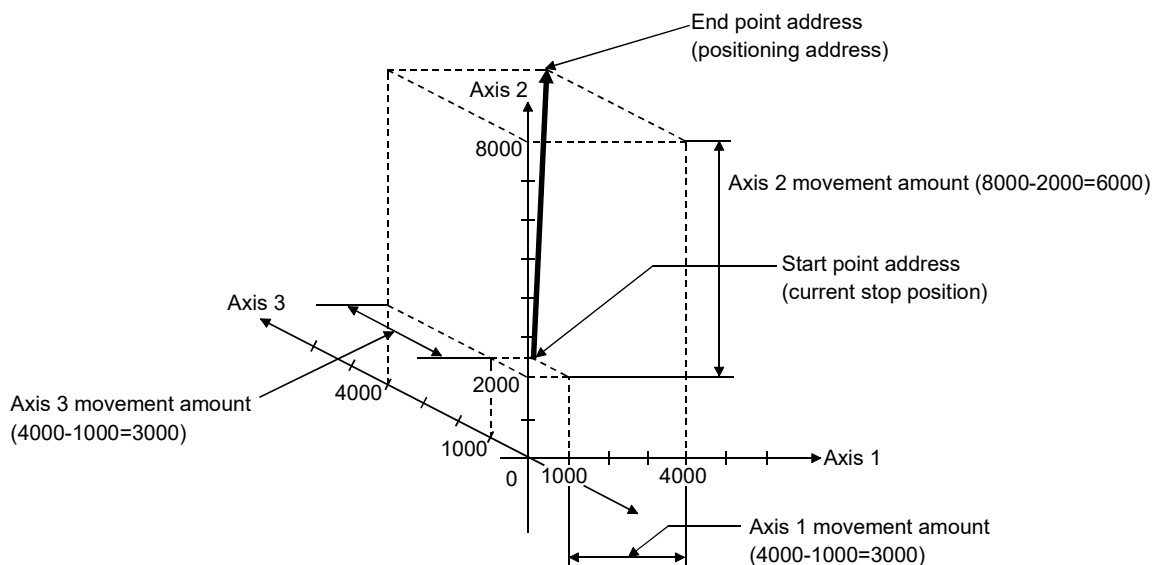 End point address
(positioning address)
Axis 2
8000
Axis 2 movement amount (8000-2000=6000)
Start point address
(current stop position)
Axis 3
2000
4000
Axis 3 movement amount
(4000-1000=3000)
1000
Axis 1
0
1000
4000
Axis 1 movement amount
(4000-1000=3000)